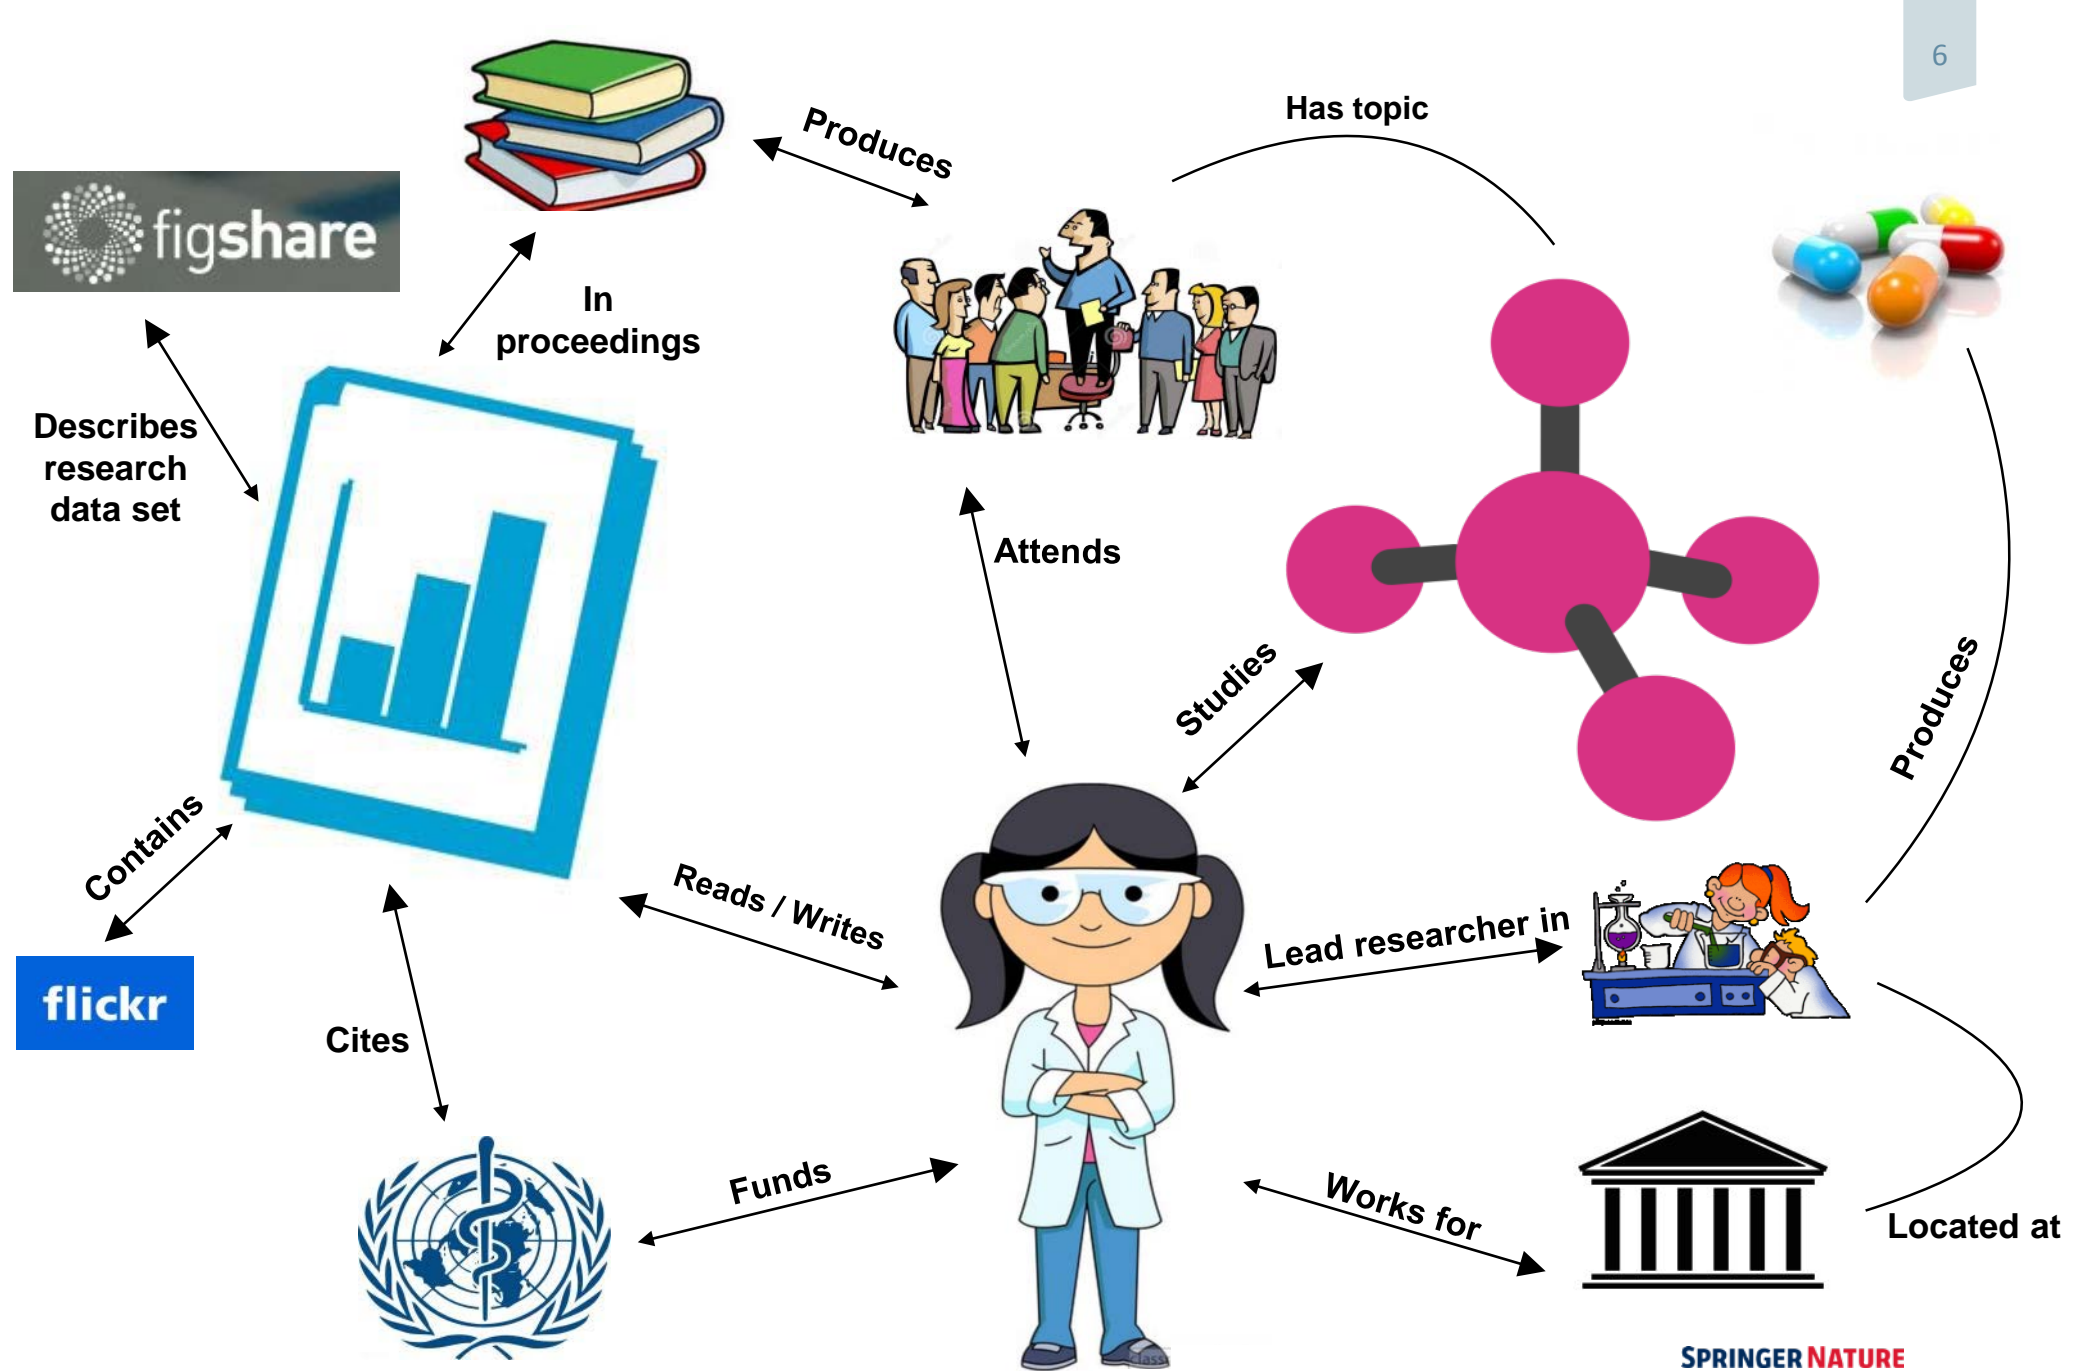 6
Has topic
Produces
figshare
In
proceedings
Describes
research
data set
Attends
Studies
Produces
Contains
Reads / Writes
Lead researcher in
flickr
Cites
Funds
Works for
Located at
SPRINGER NATURE